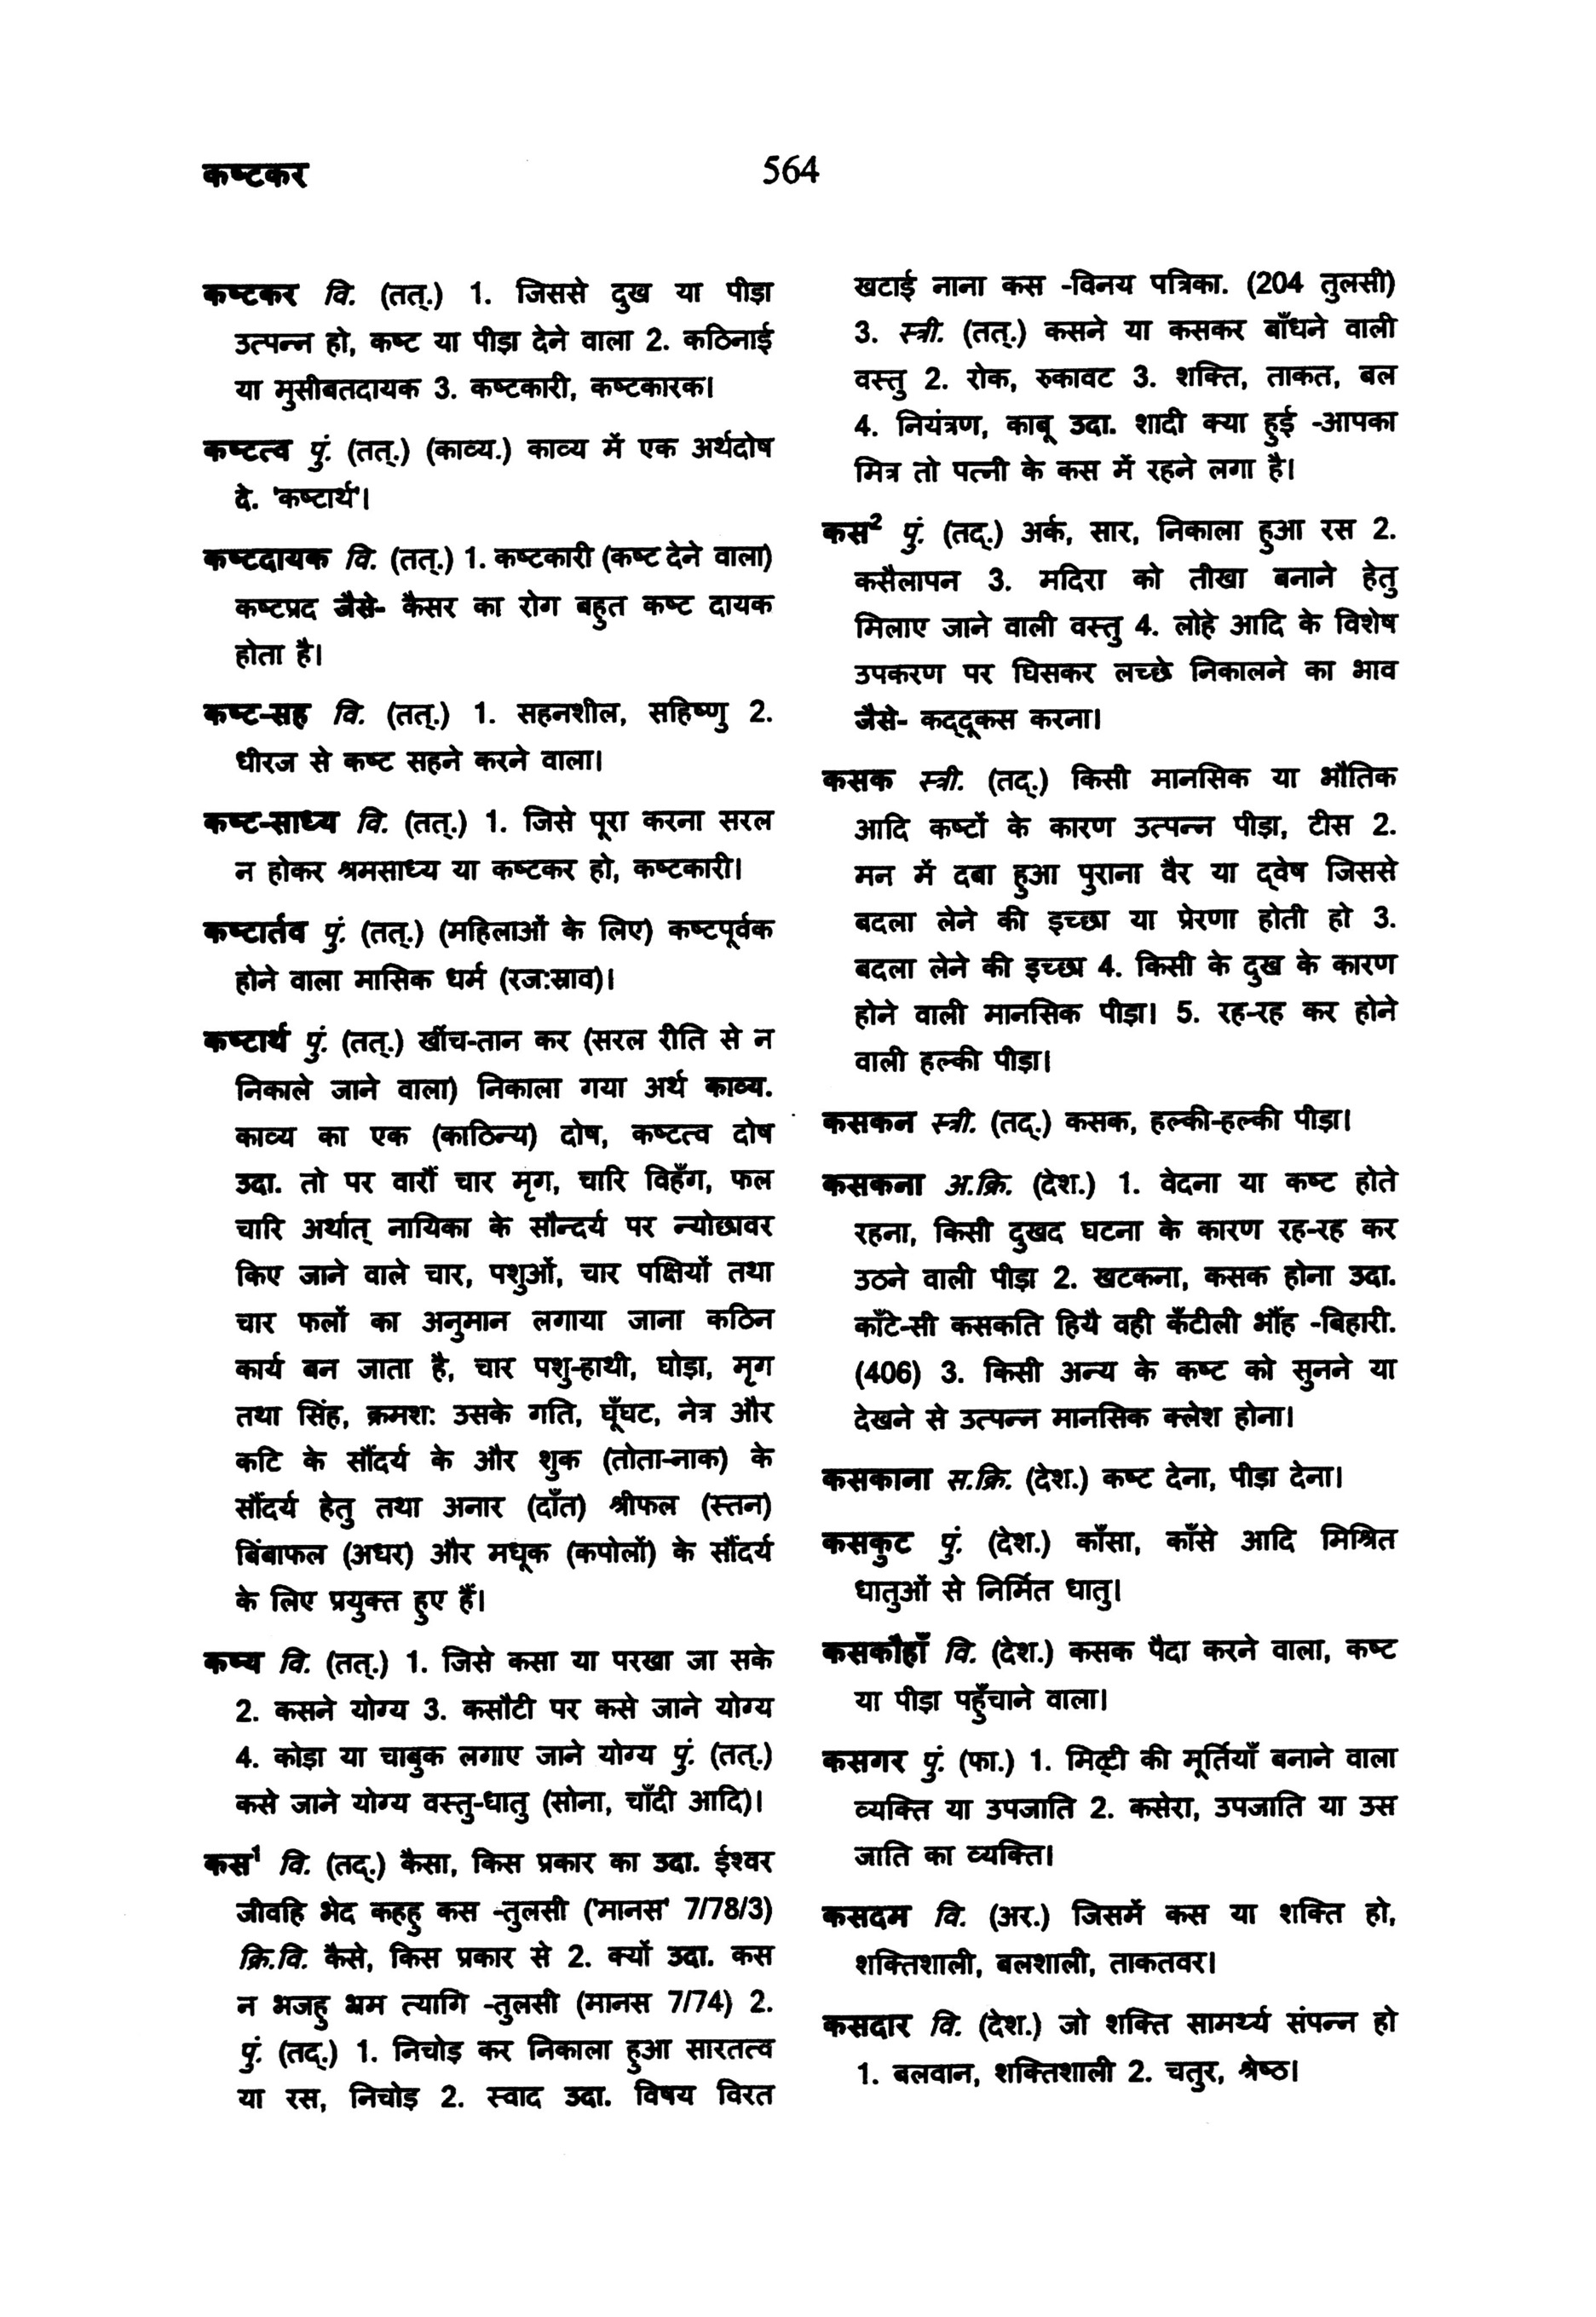 कष्टकर
564
कष्टकर वि. (तत्.) 1. जिससे दुख या पीड़ा
उत्पन्न हो, कष्ट या पीड़ा देने वाला 2. कठिनाई
या मुसीबतदायक 3. कष्टकारी, कष्टकारक।
कष्टत्व पुं. (तत्.) (काव्य.) काव्य में एक अर्थदोष
दे. 'कष्टार्थ'।
कष्टदायक वि. (तत्.) 1. कष्टकारी (कष्ट देने वाला)
कष्टप्रद जैसे- कैसर का रोग बहुत कष्ट दायक
होता है।
कष्ट-सह वि. (तत्.) 1. सहनशील, सहिष्णु 2.
धीरज से कष्ट सहने करने वाला।
कष्ट-साध्य वि. (तत्.) 1. जिसे पूरा करना सरल
न होकर श्रमसाध्य या कष्टकर हो, कष्टकारी।
कष्टार्तव पुं. (तत्.) (महिलाओं के लिए) कष्टपूर्वक
होने वाला मासिक धर्म (रज:स्राव)।
कष्टार्थ पुं. (तत्.) खींच-तान कर (सरल रीति से न
निकाले जाने वाला) निकाला गया अर्थ काव्य.
काव्य का एक (काठिन्य) दोष, कष्टत्व दोष
उदा. तो पर वारौं चार मृग, चारि विहँग, फल
चारि अर्थात् नायिका के सौन्दर्य पर न्योछावर
किए जाने वाले चार, पशुओं, चार पक्षियों तथा
चार फलों का अनुमान लगाया जाना कठिन
कार्य बन जाता है, चार पशु-हाथी, घोड़ा, मृग
तथा सिंह, क्रमश: उसके गति, घूँघट, नेत्र और
कटि के सौंदर्य के और शुक (तोता-नाक) के
सौंदर्य हेतु तथा अनार (दाँत) श्रीफल (स्तन)
बिंबाफल (अधर) और मधूक (कपोलों) के सौंदर्य
के लिए प्रयुक्त हुए हैं।
कष्य वि. (तत्.) 1. जिसे कसा या परखा जा सके
2. कसने योग्य 3. कसौटी पर कसे जाने योग्य
4. कोड़ा या चाबुक लगाए जाने योग्य पुं. (तत्.)
कसे जाने योग्य वस्तु-धातु (सोना, चाँदी आदि)।
कस¹ वि. (तद्.) कैसा, किस प्रकार का उदा. ईश्वर
जीवहि भेद कहहु कस -तुलसी ('मानस' 7/78/3)
क्रि.वि. कैसे, किस प्रकार से 2. क्यों उदा. कस
न भजहु भ्रम त्यागि -तुलसी (मानस 7/74) 2.
पुं. (तद्.) 1. निचोड़ कर निकाला हुआ सारतत्व
या रस, निचोड़ 2. स्वाद उदा. विषय विरत
खटाई नाना कस -विनय पत्रिका. (204 तुलसी)
3. स्त्री. (तत्.) कसने या कसकर बाँधने वाली
वस्तु 2. रोक, रुकावट 3. शक्ति, ताकत, बल
4. नियंत्रण, काबू उदा. शादी क्या हुई -आपका
मित्र तो पत्नी के कस में रहने लगा है।
कस² पुं. (तद्.) अर्क, सार, निकाला हुआ रस 2.
कसैलापन 3. मदिरा को तीखा बनाने हेतु
मिलाए जाने वाली वस्तु 4. लोहे आदि के विशेष
उपकरण पर घिसकर लच्छे निकालने का भाव
जैसे- कद्दूकस करना।
कसक स्त्री. (तद्.) किसी मानसिक या भौतिक
आदि कष्टों के कारण उत्पन्न पीड़ा, टीस 2.
मन में दबा हुआ पुराना वैर या द्वेष जिससे
बदला लेने की इच्छा या प्रेरणा होती हो 3.
बदला लेने की इच्छा 4. किसी के दुख के कारण
होने वाली मानसिक पीड़ा। 5. रह-रह कर होने
वाली हल्की पीड़ा।
कसकन स्त्री. (तद्.) कसक, हल्की-हल्की पीड़ा।
कसकना अ.क्रि. (देश.) 1. वेदना या कष्ट होते
रहना, किसी दुखद घटना के कारण रह-रह कर
उठने वाली पीड़ा 2. खटकना, कसक होना उदा.
काँटे-सी कसकति हियै वही कँटीली भौंह -बिहारी.
(406) 3. किसी अन्य के कष्ट को सुनने या
देखने से उत्पन्न मानसिक क्लेश होना।
कसकाना स.क्रि. (देश.) कष्ट देना, पीड़ा देना।
कसकुट पुं. (देश.) काँसा, काँसे आदि मिश्रित
धातुओं से निर्मित धातु।
कसकौहाँ वि. (देश.) कसक पैदा करने वाला, कष्ट
या पीड़ा पहुँचाने वाला।
कसगर पुं. (फा.) 1. मिट्टी की मूर्तियाँ बनाने वाला
व्यक्ति या उपजाति 2. कसेरा, उपजाति या उस
जाति का व्यक्ति।
कसदम वि. (अर.) जिसमें कस या शक्ति हो,
शक्तिशाली, बलशाली, ताकतवर।
कसदार वि. (देश.) जो शक्ति सामर्थ्य संपन्न हो
1. बलवान, शक्तिशाली 2. चतुर, श्रेष्ठ।